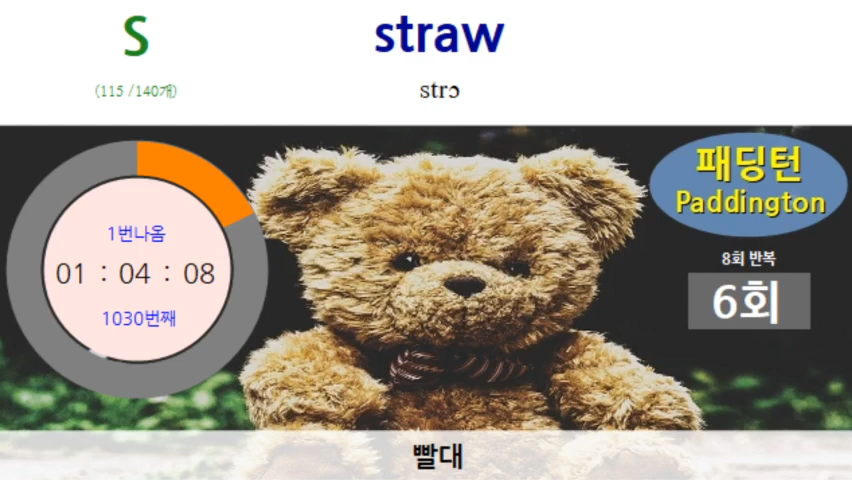 S
straw
(115 /140개)
strɔ
패딩턴
Paddington
1번나옴
01 : 04 : 08
1030번째
8회 반복
6회
빨대